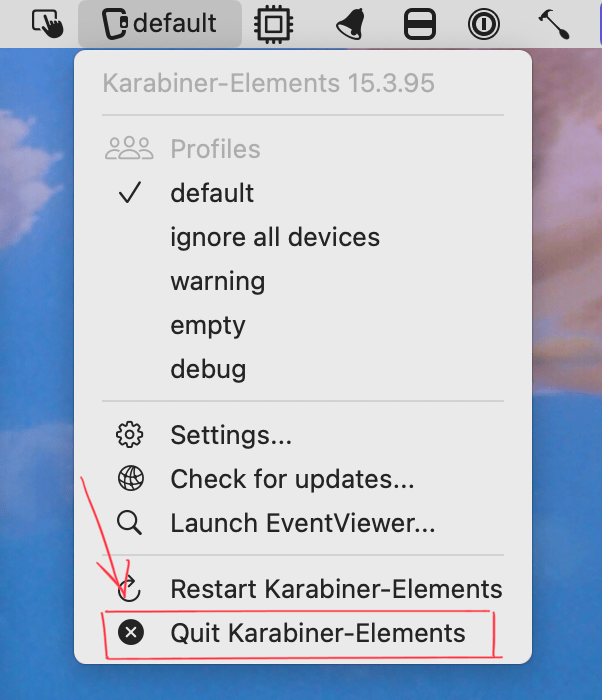 default
Karabiner-Elements 15.3.95
Profiles
default
ignore all devices
warning
empty
debug
Settings...
Check for updates...
Launch EventViewer...
Restart Karabiner-Elements
Quit Karabiner-Elements